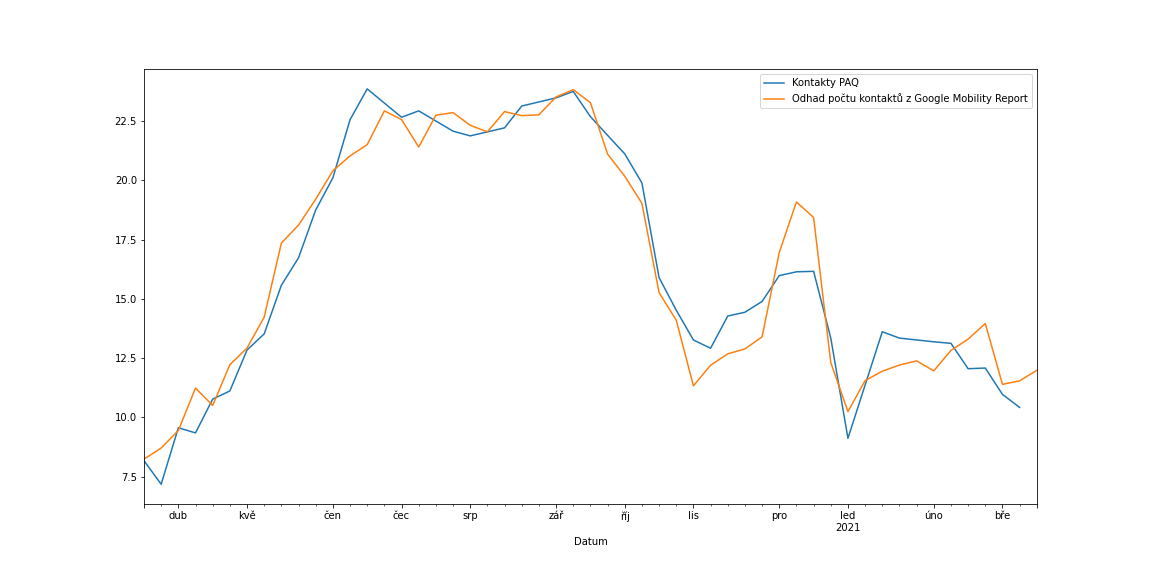 Kontakty PAQ
Odhad počtu kontaktů z Google Mobility Report
22.5
20.0
17.5
15.0
12.5
10.0
7.5
dub kvě čen čec srp zář říj lis pro led úno bře
2021
Datum